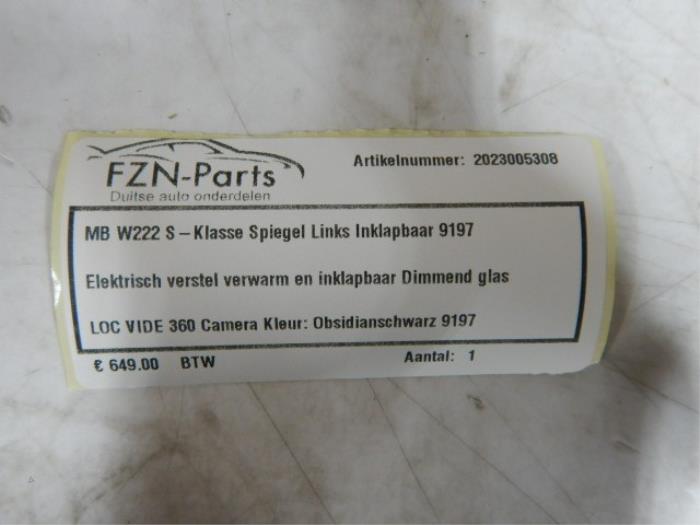 FZN-Parts
Duitse auto onderdelen
Artikelnummer: 2023005308
MB W222 S-Klasse Spiegel Links Inklapbaar 9197
Elektrisch verstel verwarm en inklapbaar Dimmend glas
LOC VIDE 360 Camera Kleur: Obsidianschwarz 9197
€ 649.00 BTW
Aantal: 1